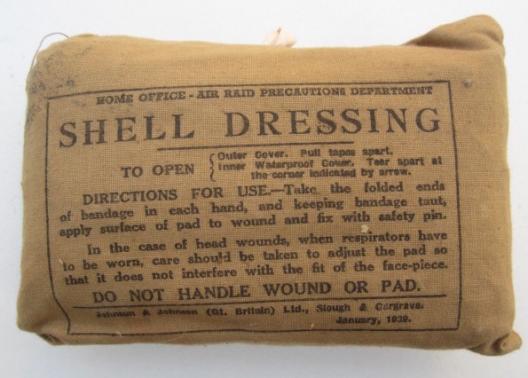 HOME OFFICE - AIR RAID PRECAUTIONS DEPARTMENT
SHELL DRESSING
TO OPEN { Outer Cover. Pull tapes apart.
Inner Waterproof Cover. Tear apart at
the corner indicated by arrow.
DIRECTIONS FOR USE.—Take the folded ends
of bandage in each hand, and keeping bandage taut,
apply surface of pad to wound and fix with safety pin.
In the case of head wounds, when respirators have
to be worn, care should be taken to adjust the pad so
that it does not interfere with the fit of the face-piece.
DO NOT HANDLE WOUND OR PAD.
Johnson & Johnson (Gt. Britain) Ltd., Slough & Gargrave.
January, 1939.